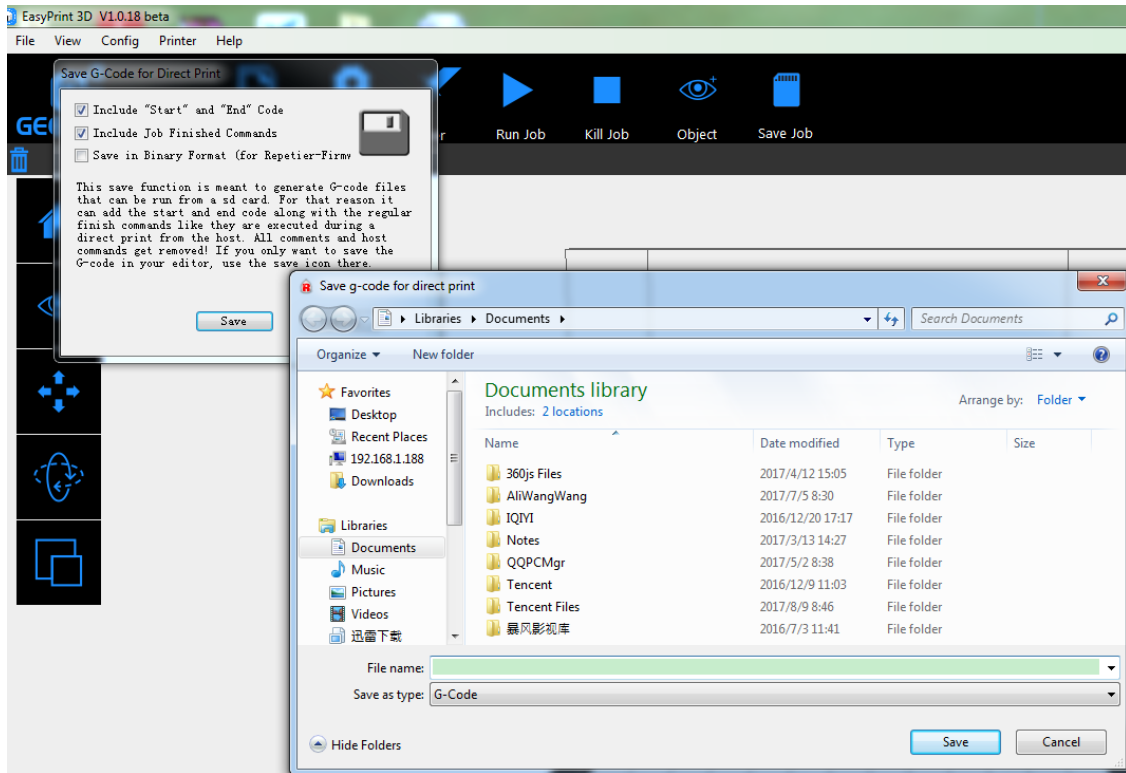 EasyPrint 3D V1.0.18 beta
File View Config Printer Help
Save G-Code for Direct Print
Include "Start" and "End" Code
Include Job Finished Commands
Save in Binary Format (for Repetier-Firmw
This save function is meant to generate G-code files
that can be run from a sd card. For that reason it
can add the start and end code along with the regular
finish commands like they are executed during a
direct print from the host. All comments and host
commands get removed! If you only want to save the
G-code in your editor, use the save icon there.
Save
Run Job Kill Job Object Save Job
Save g-code for direct print
Libraries Documents
Search Documents
Organize New folder
Favorites
Desktop
Recent Places
192.168.1.188
Downloads
Libraries
Documents
Music
Pictures
Videos
迅雷下载
Documents library
Includes: 2 locations
Arrange by: Folder
Name Date modified Type Size
360js Files 2017/4/12 15:05 File folder
AliWangWang 2017/7/5 8:30 File folder
IQIYI 2016/12/20 17:17 File folder
Notes 2017/3/13 14:27 File folder
QQPCMgr 2017/5/2 8:38 File folder
Tencent 2016/12/9 11:03 File folder
Tencent Files 2017/8/9 8:46 File folder
暴风影视库 2016/7/3 11:41 File folder
File name:
Save as type: G-Code
Hide Folders
Save Cancel